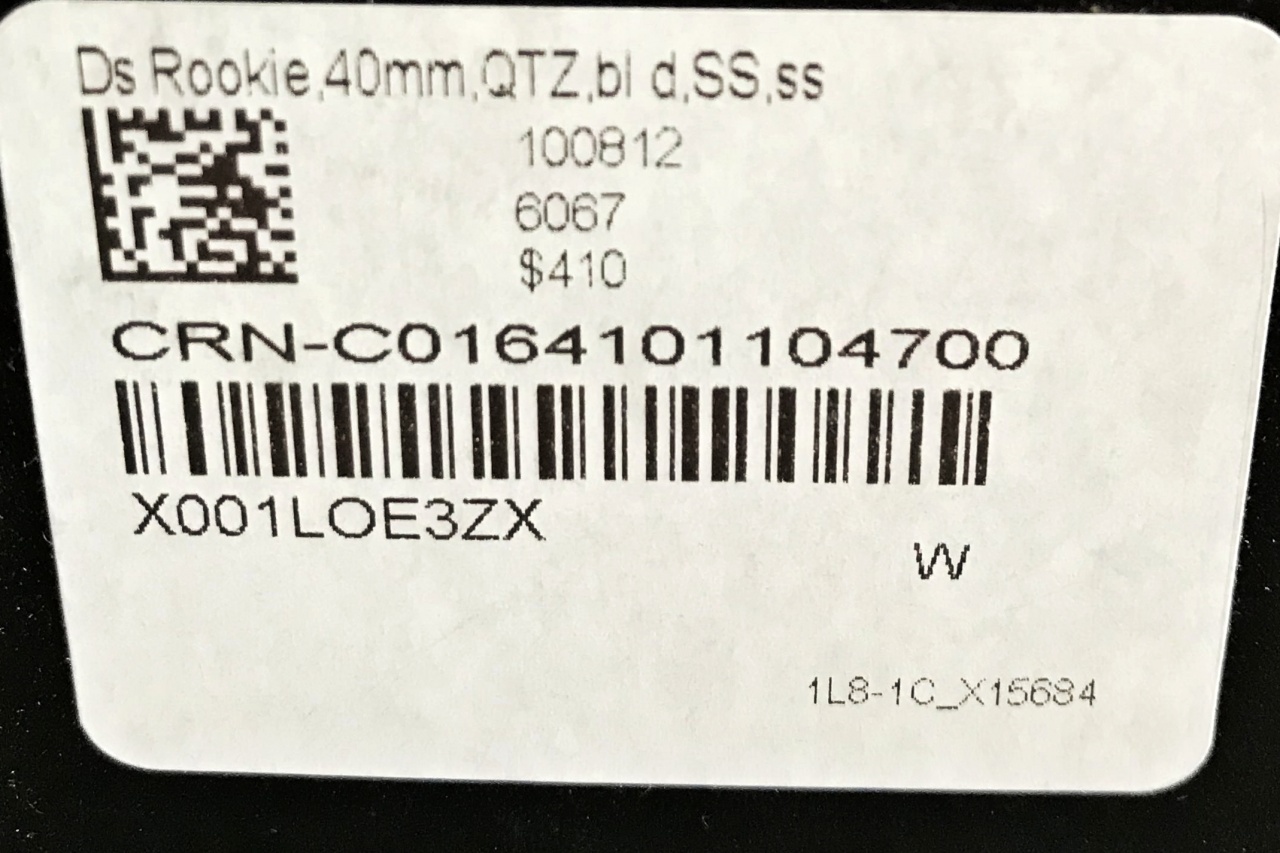 Ds Rookie,40mm,QTZ,bl d,SS,ss
100812
6067
$410
CRN-C0164101104700
X001LOE3ZX
W
1L8-1C_X15684